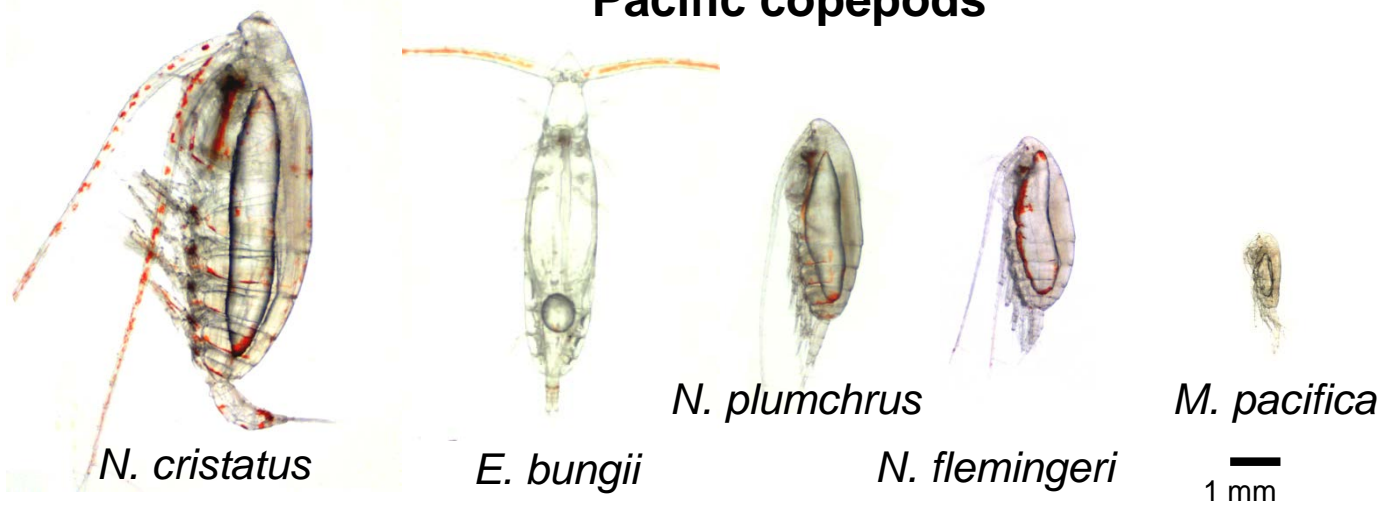 Pacific copepods
N. plumchrus
M. pacifica
N. cristatus
E. bungii
N. flemingeri
1 mm